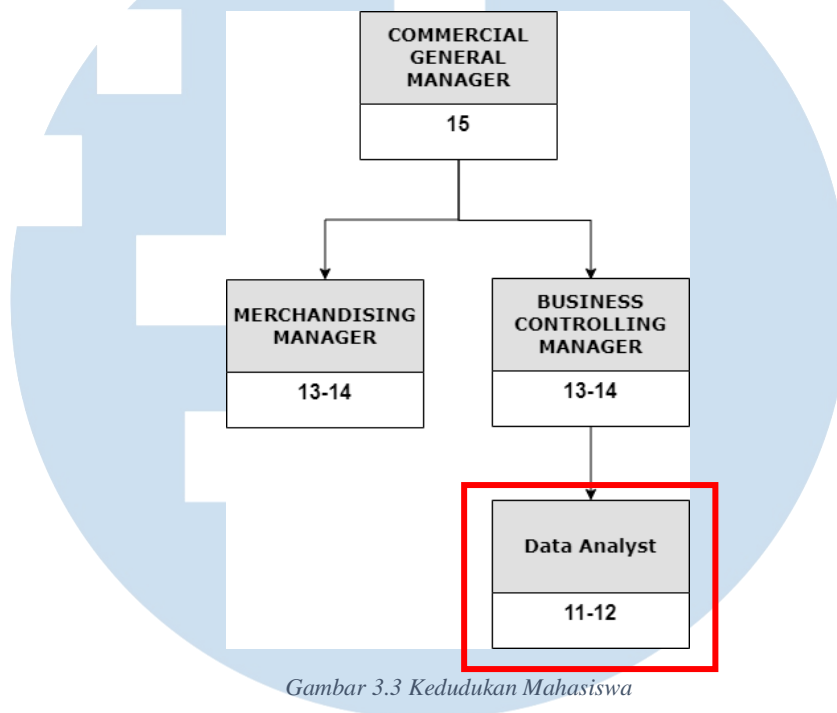 COMMERCIAL
GENERAL
MANAGER
15
MERCHANDISING
MANAGER
13-14
BUSINESS
CONTROLLING
MANAGER
13-14
Data Analyst
11-12
Gambar 3.3 Kedudukan Mahasiswa